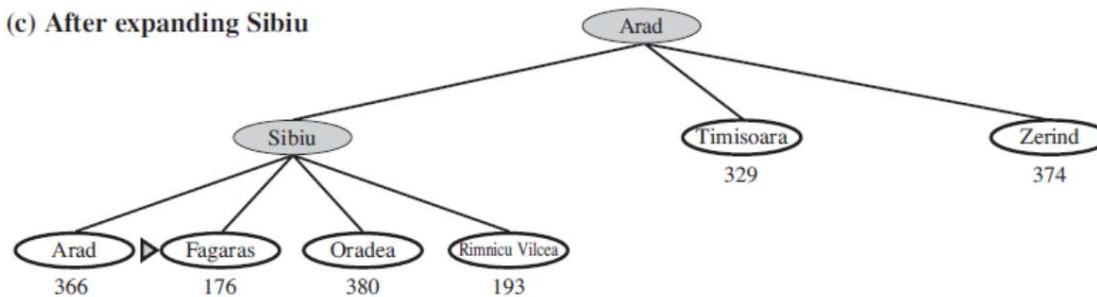 (c) After expanding Sibiu
Arad
Sibiu
Timisoara
Zerind
329
374
Arad
Fagaras
Oradea
Rimnicu Vilcea
366
176
380
193